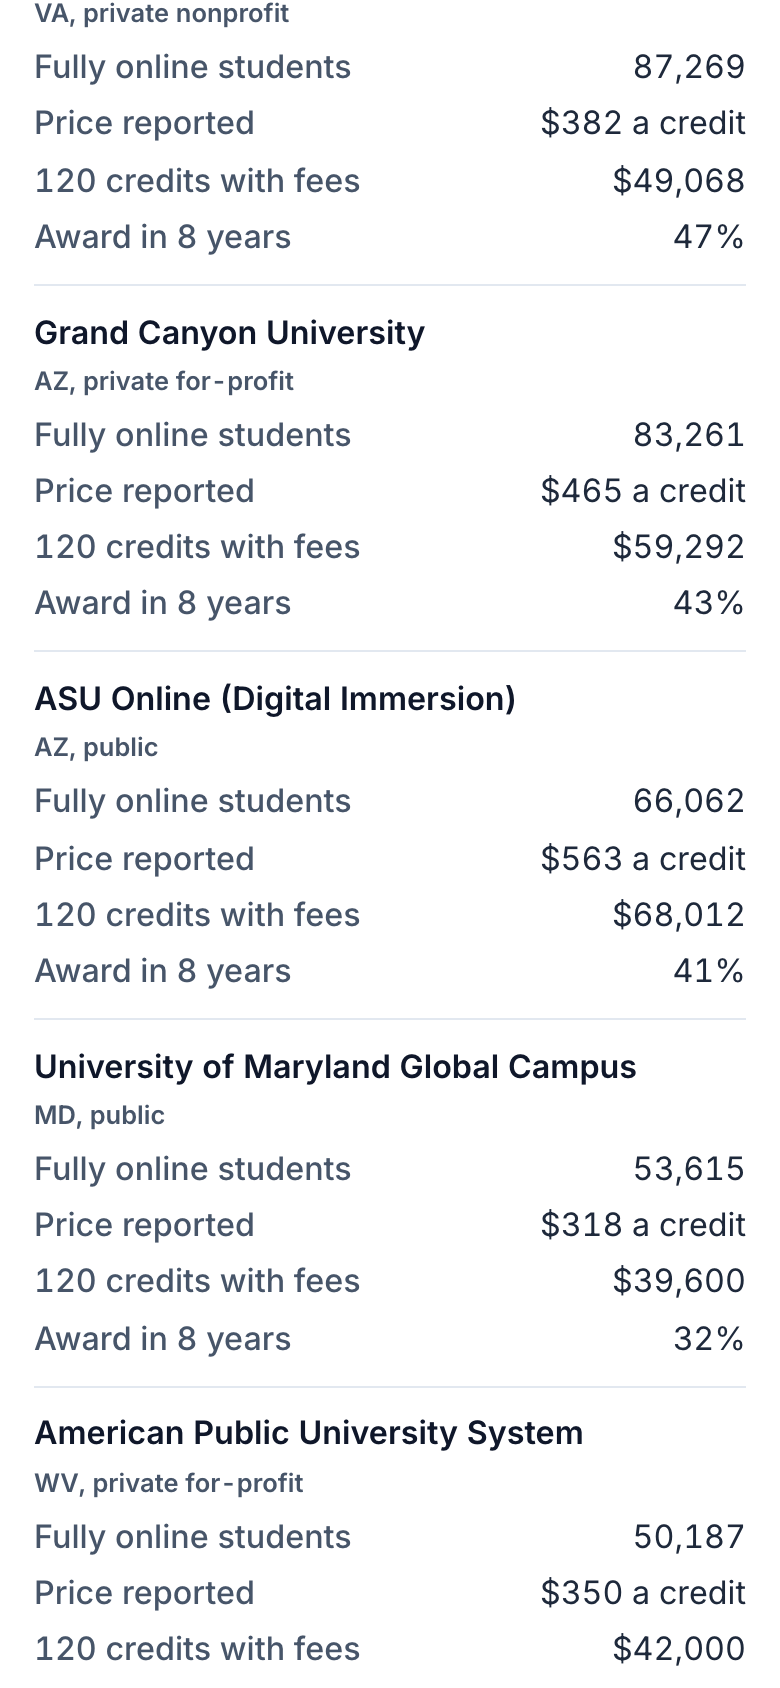 VA, private nonprofit
Fully online students 87,269
Price reported $382 a credit
120 credits with fees $49,068
Award in 8 years 47%
Grand Canyon University
AZ, private for-profit
Fully online students 83,261
Price reported $465 a credit
120 credits with fees $59,292
Award in 8 years 43%
ASU Online (Digital Immersion)
AZ, public
Fully online students 66,062
Price reported $563 a credit
120 credits with fees $68,012
Award in 8 years 41%
University of Maryland Global Campus
MD, public
Fully online students 53,615
Price reported $318 a credit
120 credits with fees $39,600
Award in 8 years 32%
American Public University System
WV, private for-profit
Fully online students 50,187
Price reported $350 a credit
120 credits with fees $42,000